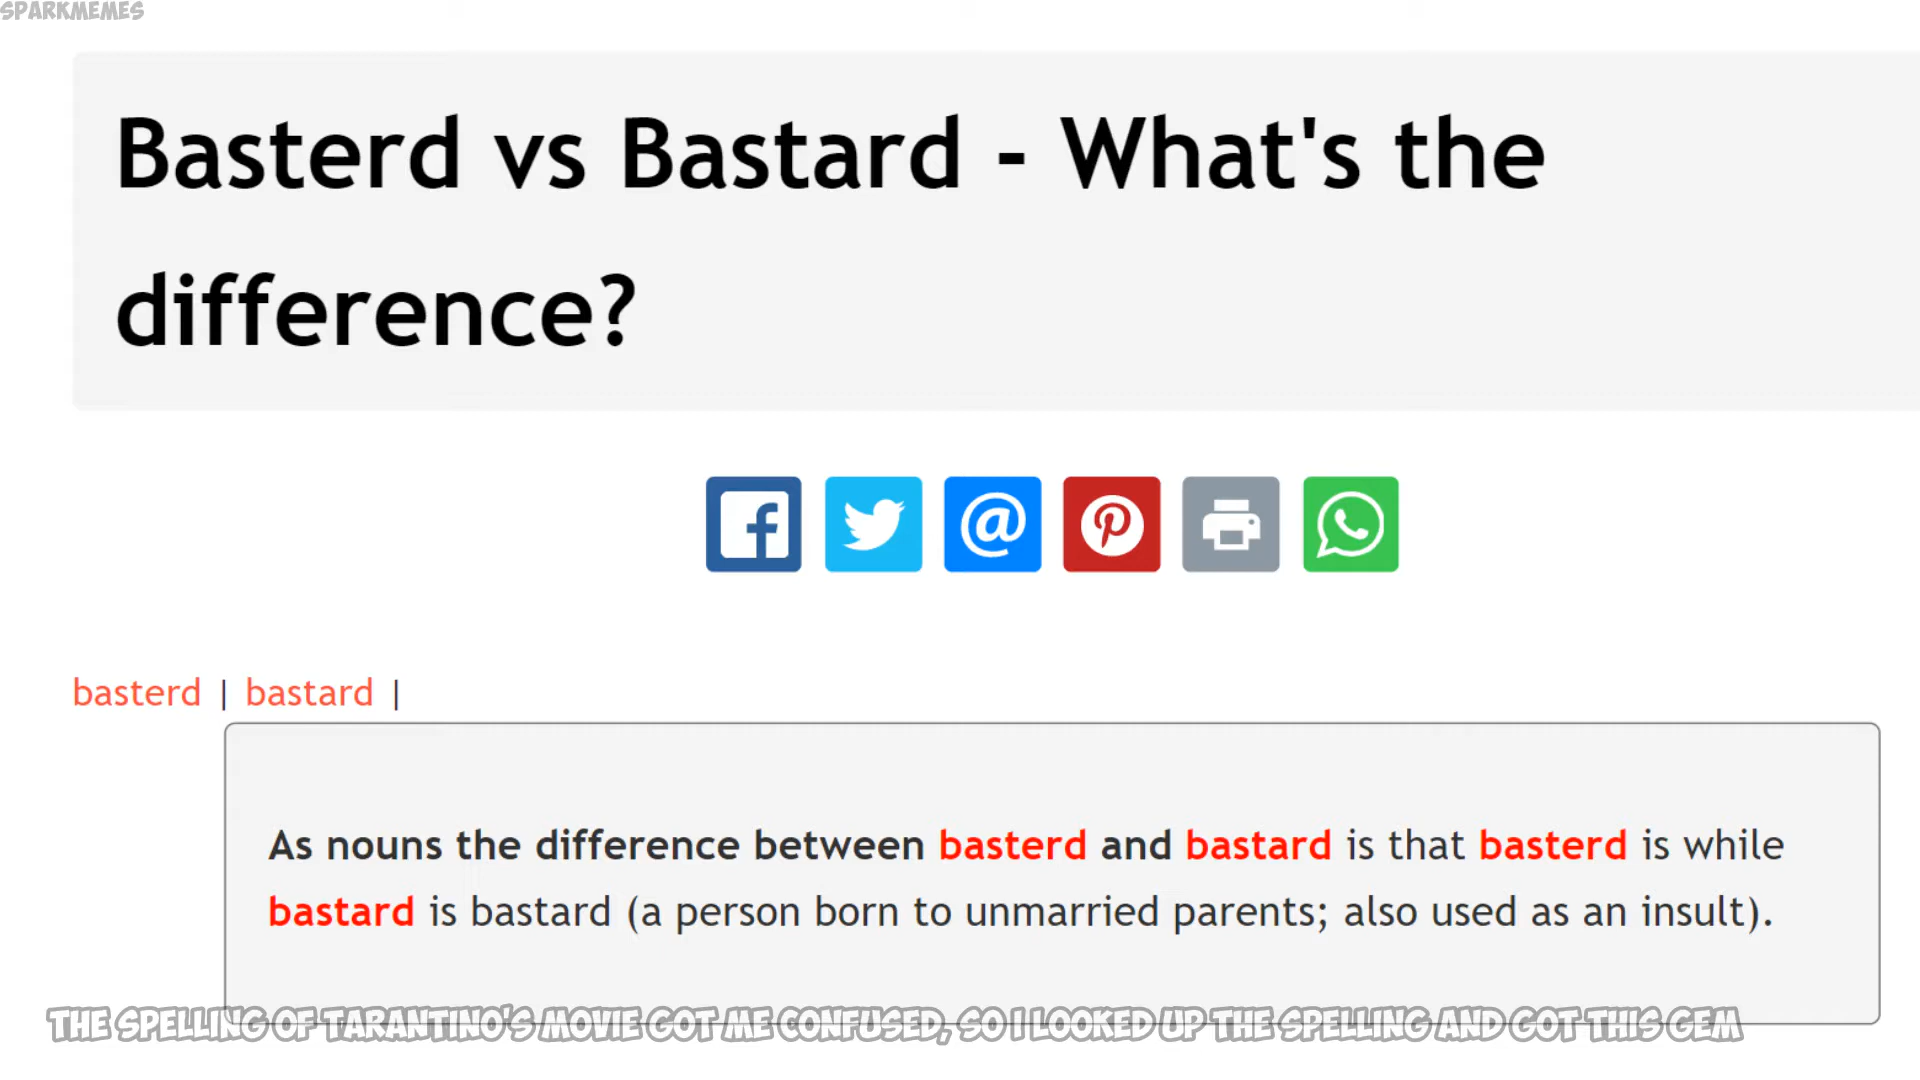 SPARKMEMES
Basterd vs Bastard - What's the
difference?
basterd | bastard |
As nouns the difference between basterd and bastard is that basterd is while
bastard is bastard (a person born to unmarried parents; also used as an insult).
THE SPELLING OF TARANTINO'S MOVIE GOT ME CONFUSED, SO I LOOKED UP THE SPELLING AND GOT THIS GEM